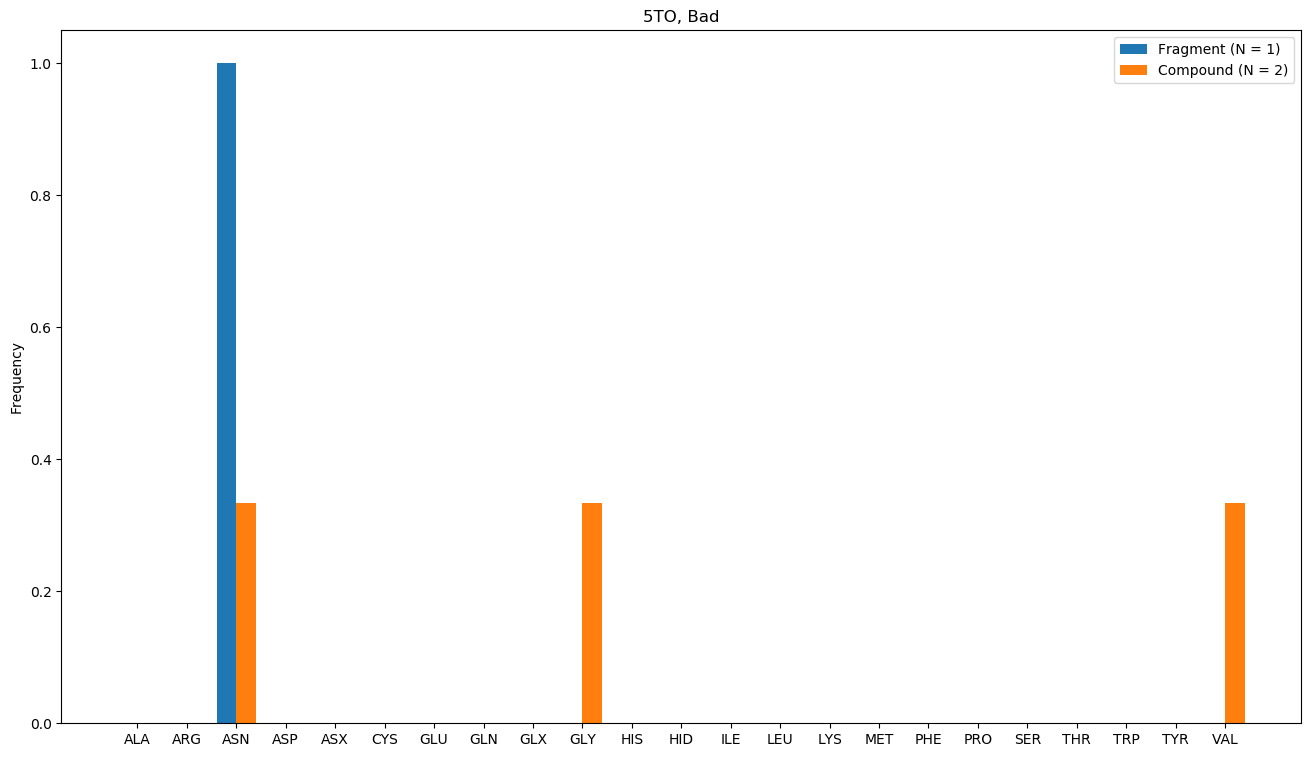 5TO, Bad
Fragment (N = 1)
Compound (N = 2)
1.0
0.8
0.6
0.4
0.2
0.0
Frequency
ALA ARG ASN ASP ASX CYS GLU GLN GLX GLY HIS HID ILE LEU LYS MET PHE PRO SER THR TRP TYR VAL